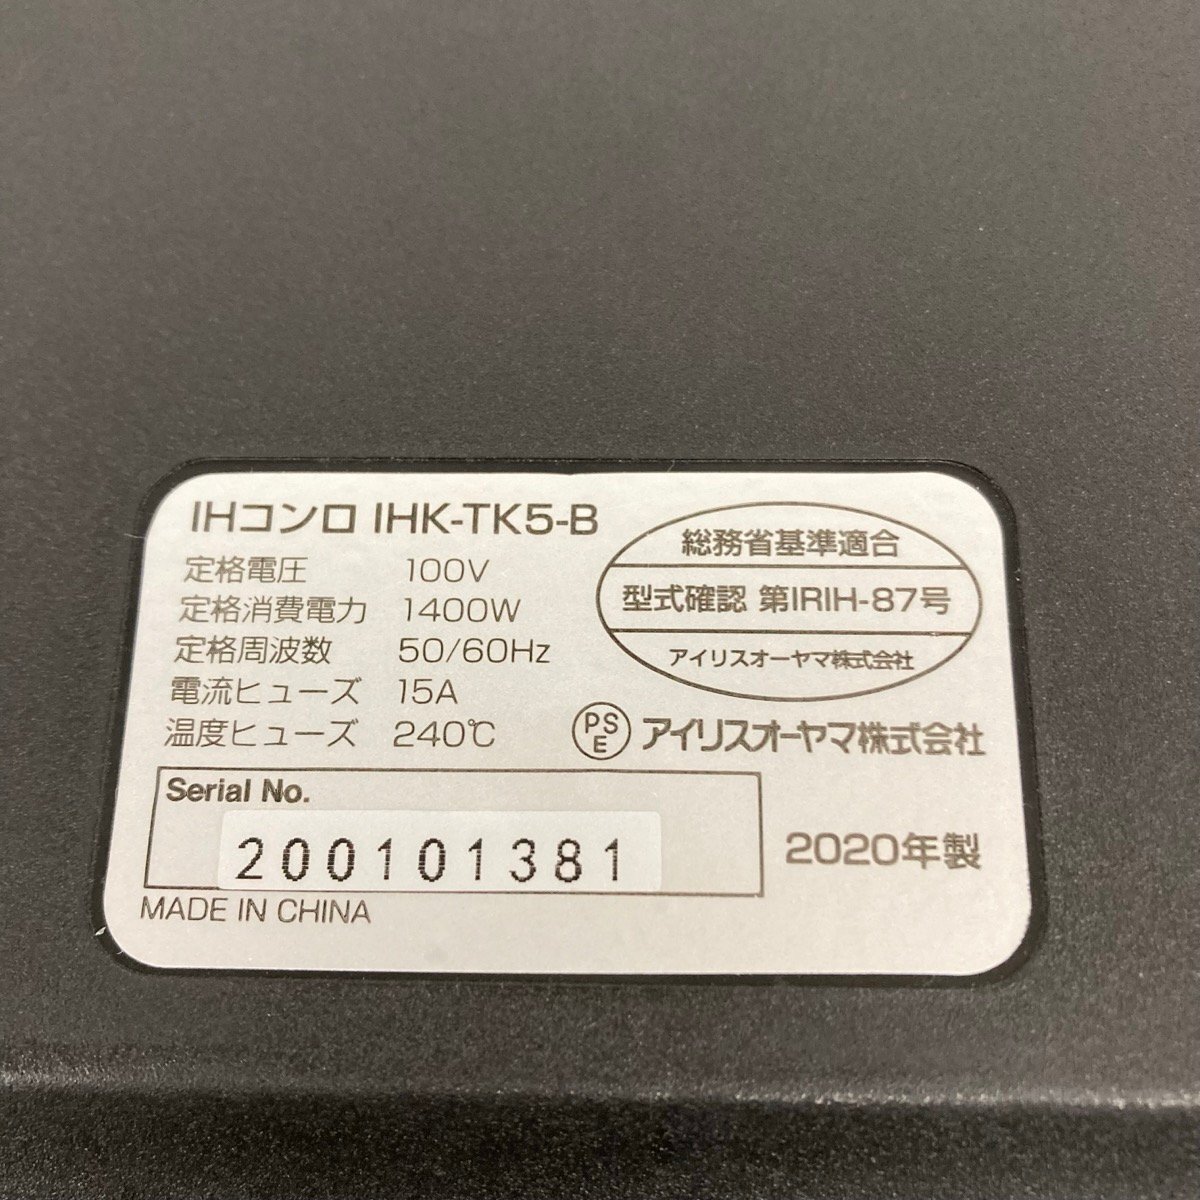 IHコンロ IHK-TK5-B
定格電圧 100V
定格消費電力 1400W
定格周波数 50/60Hz
電流ヒューズ 15A
温度ヒューズ 240℃
総務省基準適合
型式確認 第IRIH-87号
アイリスオーヤマ株式会社
PSE アイリスオーヤマ株式会社
Serial No.
200101381
2020年製
MADE IN CHINA